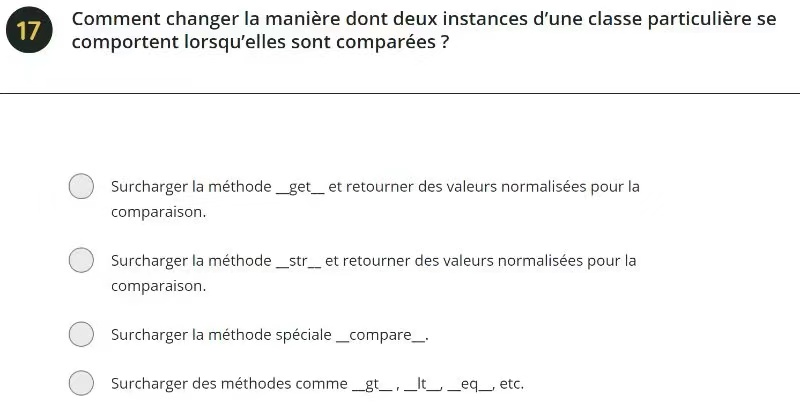 17
Comment changer la manière dont deux instances d’une classe particulière se
comportent lorsqu’elles sont comparées ?
Surcharger la méthode __get__ et retourner des valeurs normalisées pour la
comparaison.
Surcharger la méthode __str__ et retourner des valeurs normalisées pour la
comparaison.
Surcharger la méthode spéciale __compare__.
Surcharger des méthodes comme __gt__ , __lt__, __eq__, etc.